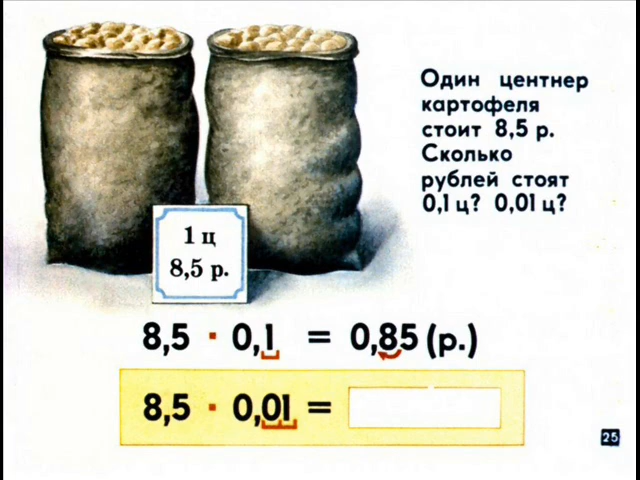 Один центнер
картофеля
стоит 8,5 р.
Сколько
рублей стоят
0,1 ц? 0,01 ц?
1 ц
8,5 р.
8,5 · 0,1 = 0,85 (р.)
8,5 · 0,01 =
25